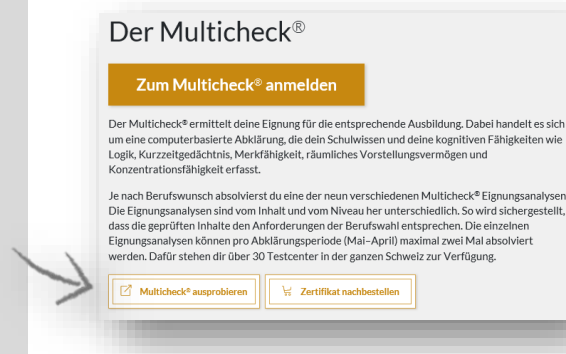 Der Multicheck®
Zum Multicheck® anmelden
Der Multicheck® ermittelt deine Eignung für die entsprechende Ausbildung. Dabei handelt es sich
um eine computerbasierte Abklärung, die dein Schulwissen und deine kognitiven Fähigkeiten wie
Logik, Kurzzeitgedächtnis, Merkfähigkeit, räumliches Vorstellungsvermögen und
Konzentrationsfähigkeit erfasst.
Je nach Berufswunsch absolvierst du eine der neun verschiedenen Multicheck® Eignungsanalysen
Die Eignungsanalysen sind vom Inhalt und vom Niveau her unterschiedlich. So wird sichergestellt,
dass die geprüften Inhalte den Anforderungen der Berufswahl entsprechen. Die einzelnen
Eignungsanalysen können pro Abklärungsperiode (Mai–April) maximal zwei Mal absolviert
werden. Dafür stehen dir über 30 Testcenter in der ganzen Schweiz zur Verfügung.
Multicheck® ausprobieren
Zertifikat nachbestellen